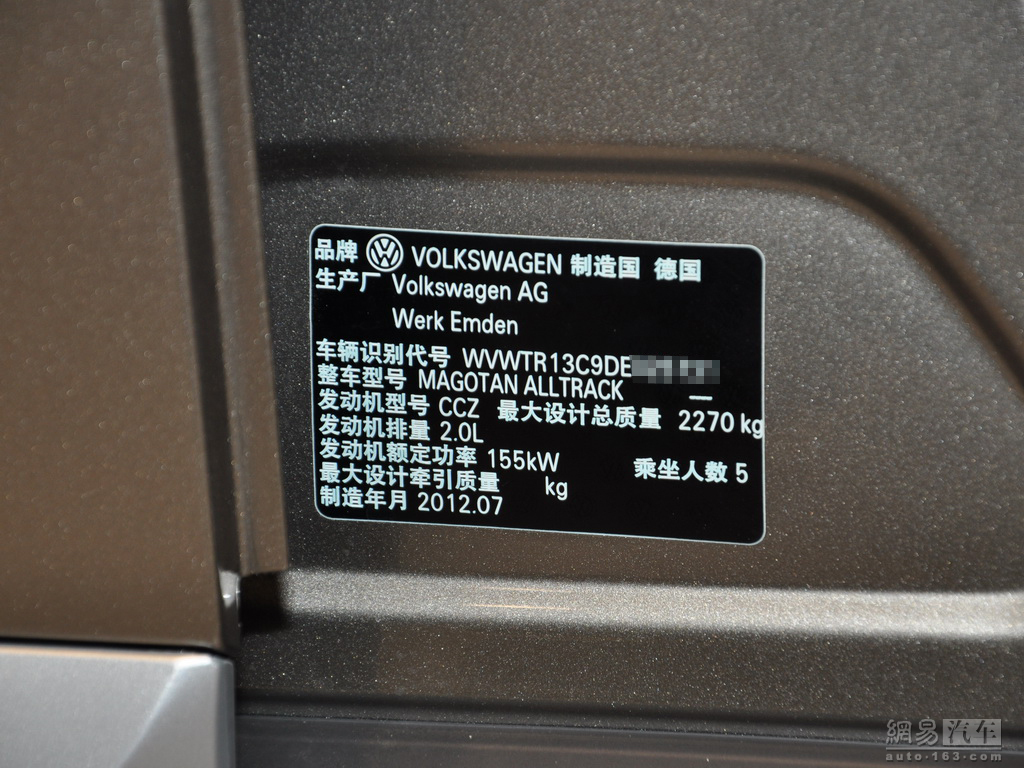 品牌 VOLKSWAGEN 制造国 德国
生产厂 Volkswagen AG
Werk Emden
车辆识别代号 WVWTR13C9DE
整车型号 MAGOTAN ALLTRACK
发动机型号 CCZ 最大设计总质量 2270 kg
发动机排量 2.0L
发动机额定功率 155kW 乘坐人数 5
最大设计牵引质量 kg
制造年月 2012.07
網易汽车
auto.163.com